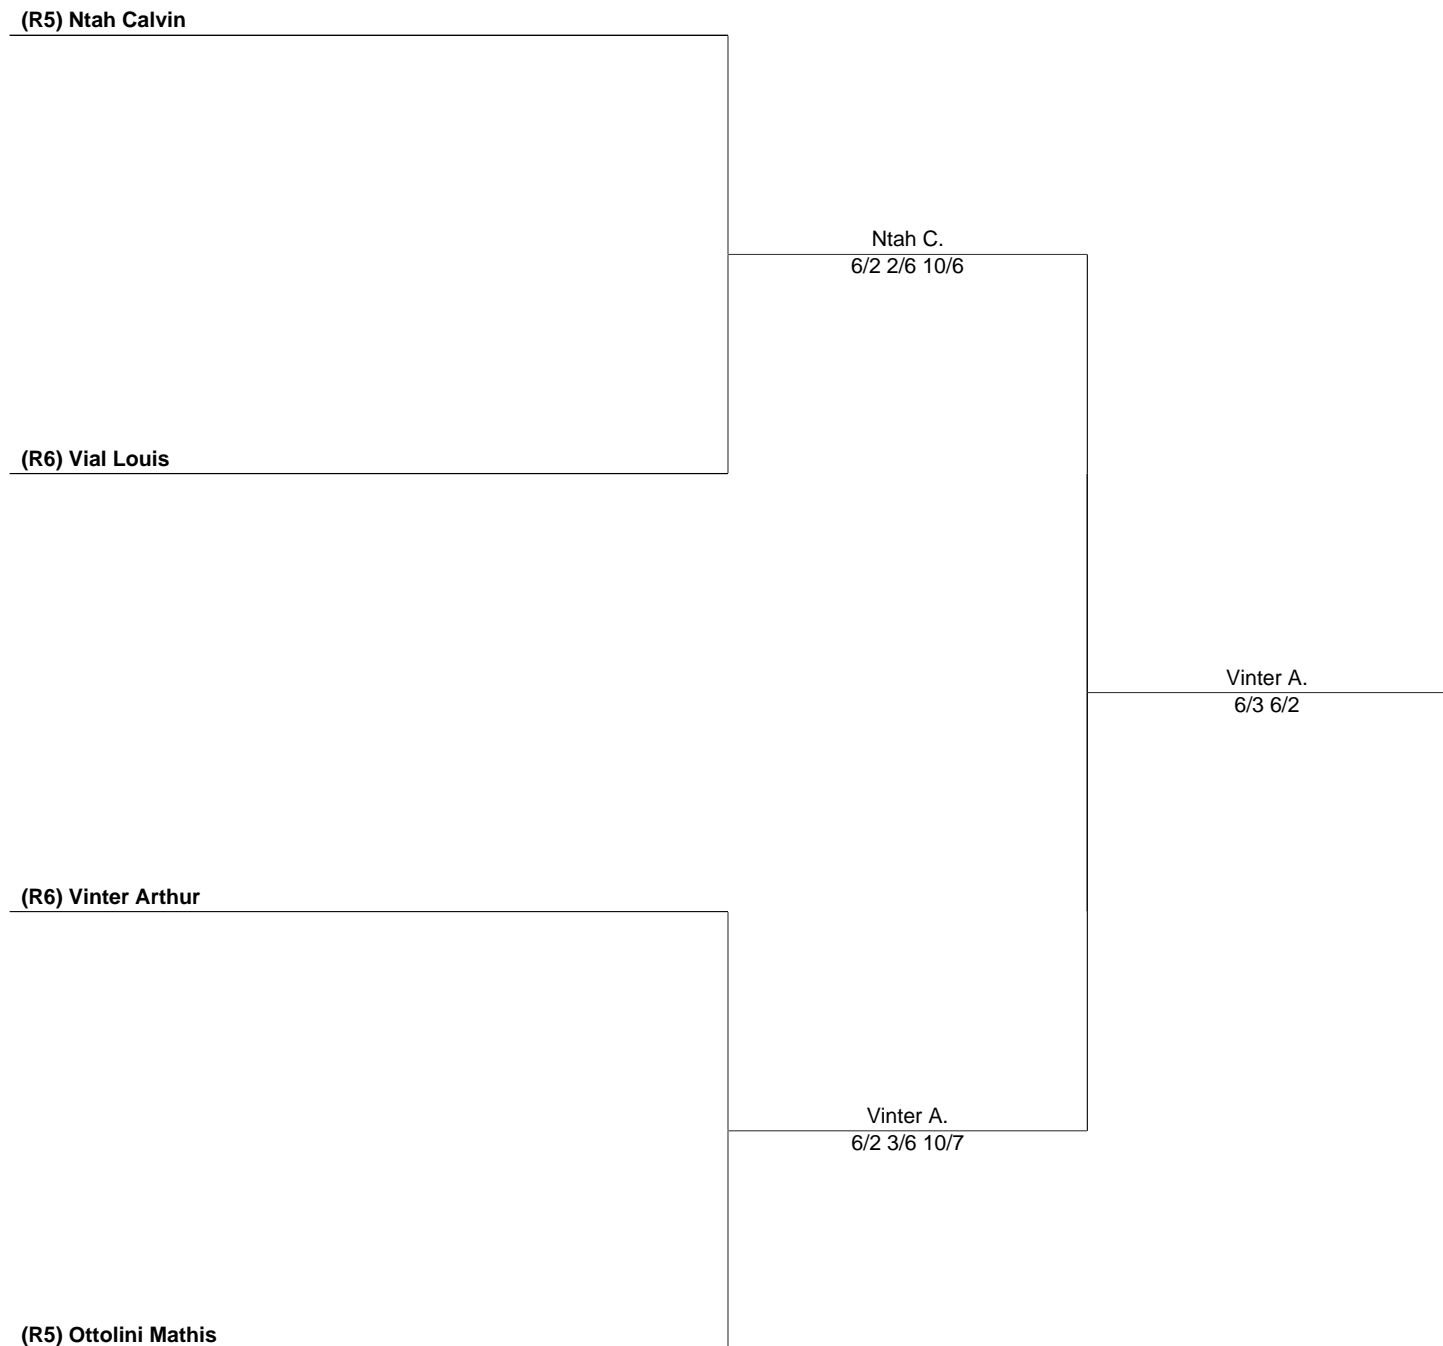 (R5) Ntah Calvin
Ntah C.
6/2 2/6 10/6
(R6) Vial Louis
Vinter A.
6/3 6/2
(R6) Vinter Arthur
Vinter A.
6/2 3/6 10/7
(R5) Ottolini Mathis